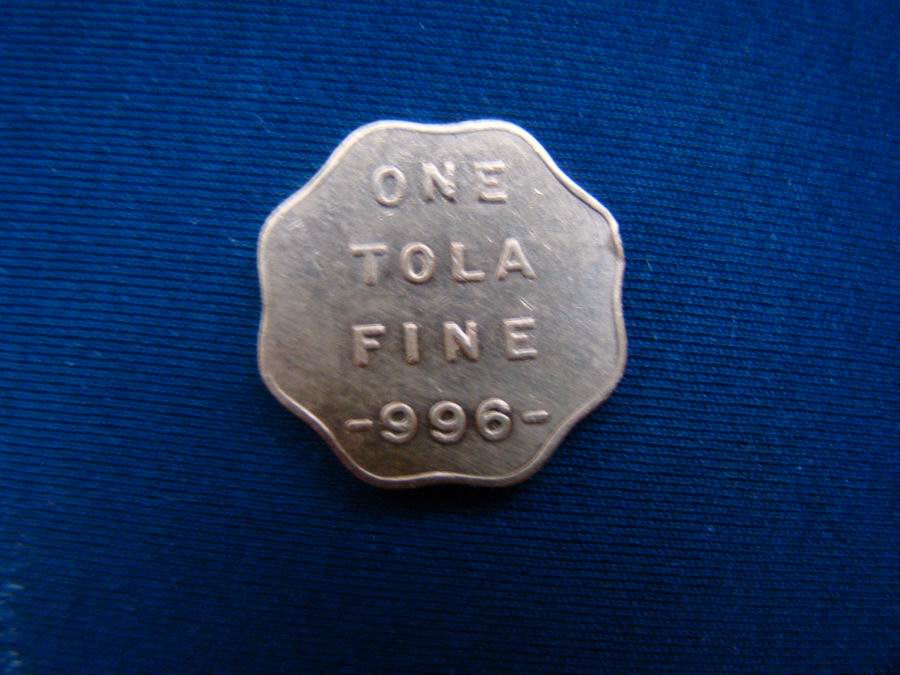 ONE
TOLA
FINE
-996-